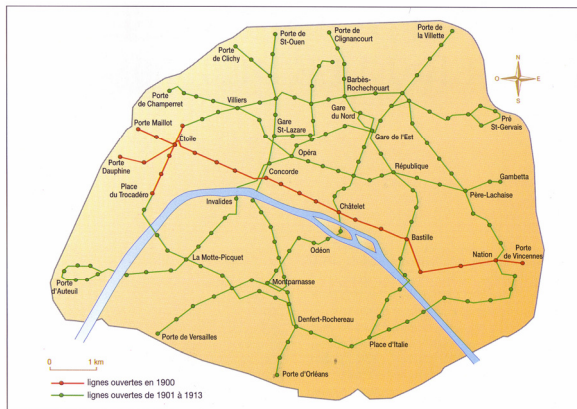 Porte de
St-Ouen
Porte de
Clignancourt
Porte de
la Villette
Porte
de Clichy
N
O
E
S
Porte
de Champerret
Villiers
Barbès-
Rochechouart
Porte Maillot
Gare
du Nord
Pré
St-Gervais
Étoile
Gare
St-Lazare
Gare de l'Est
Opéra
Porte
Dauphine
Concorde
République
Gambetta
Place
du Trocadéro
Père-Lachaise
Invalides
Châtelet
Bastille
Odéon
Nation
Porte
de Vincennes
La Motte-Picquet
Montparnasse
Porte
d'Auteuil
Denfert-Rochereau
Porte de Versailles
Place d'Italie
Porte d'Orléans
0 1 km
lignes ouvertes en 1900
lignes ouvertes de 1901 à 1913